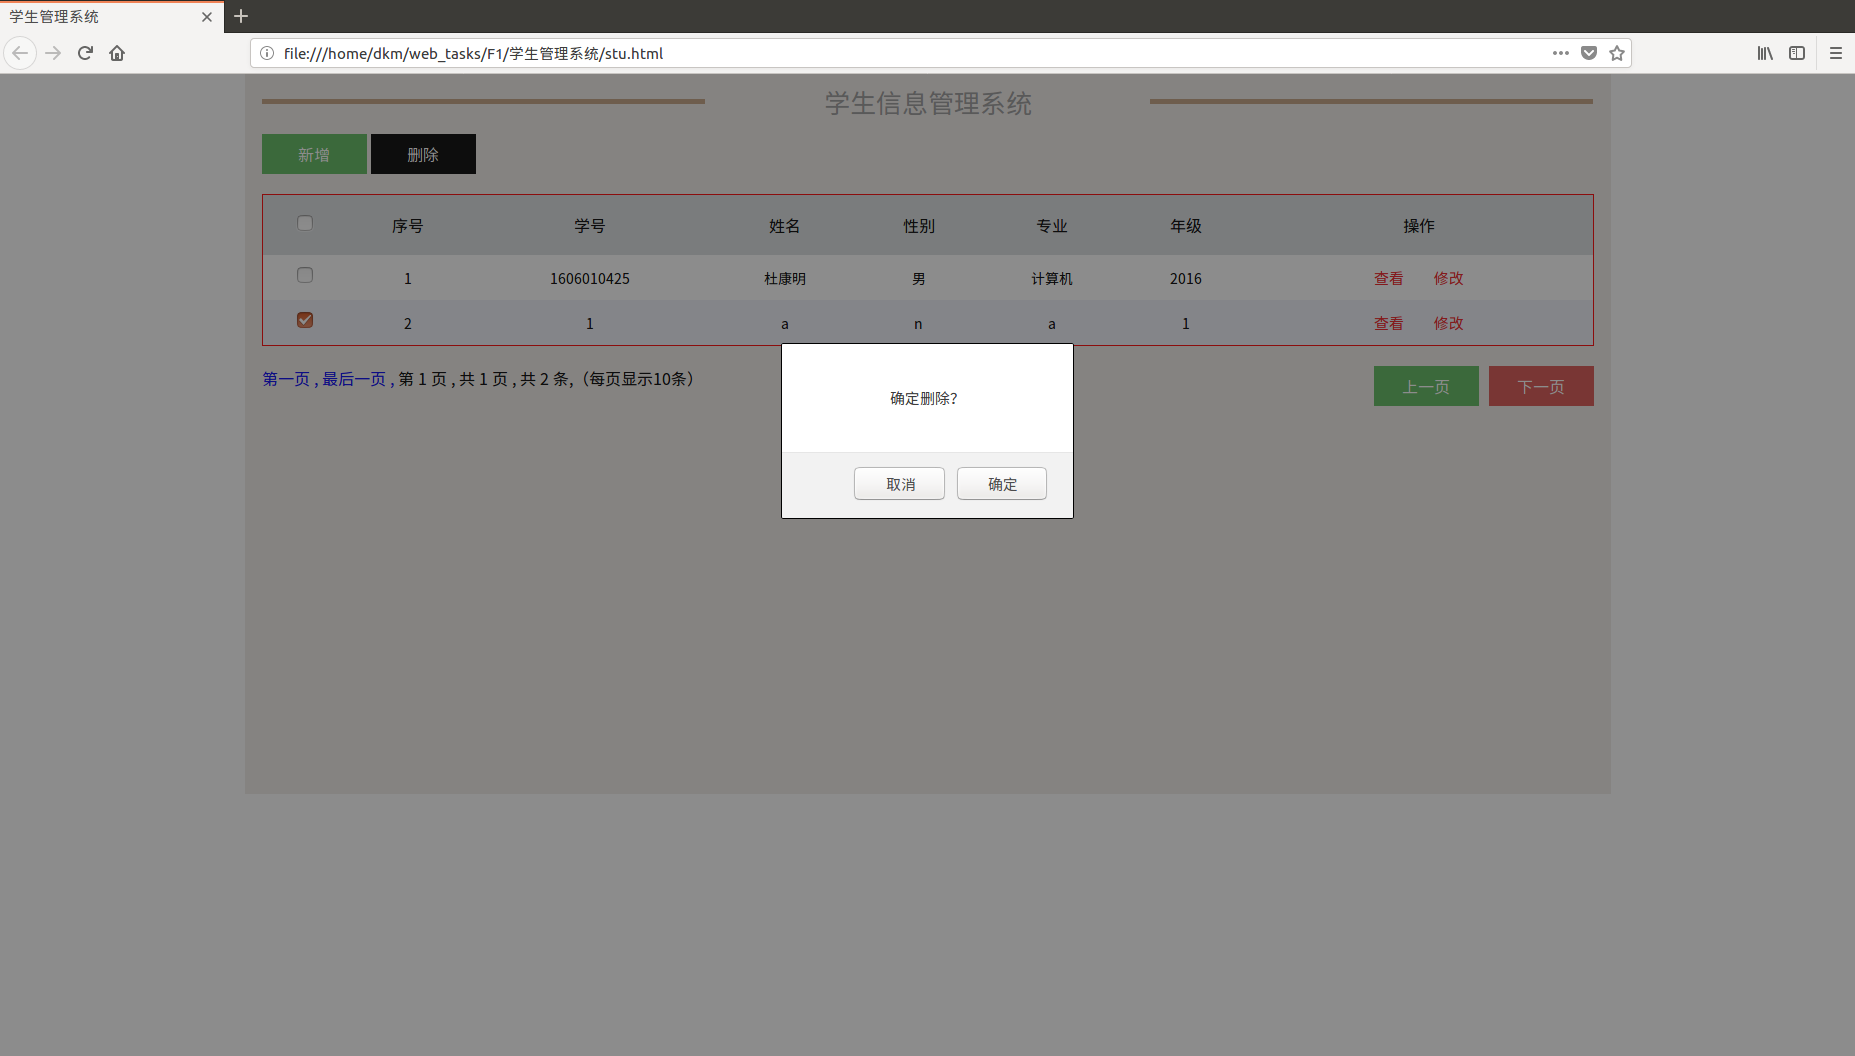 学生管理系统
file:///home/dkm/web_tasks/F1/学生管理系统/stu.html
学生信息管理系统
新增 删除
序号 学号 姓名 性别 专业 年级 操作
1 1606010425 杜康明 男 计算机 2016 查看 修改
2 1 a n a 1 查看 修改
第一页 , 最后一页 , 第 1 页 , 共 1 页 , 共 2 条,（每页显示10条）
上一页 下一页
确定删除?
取消 确定